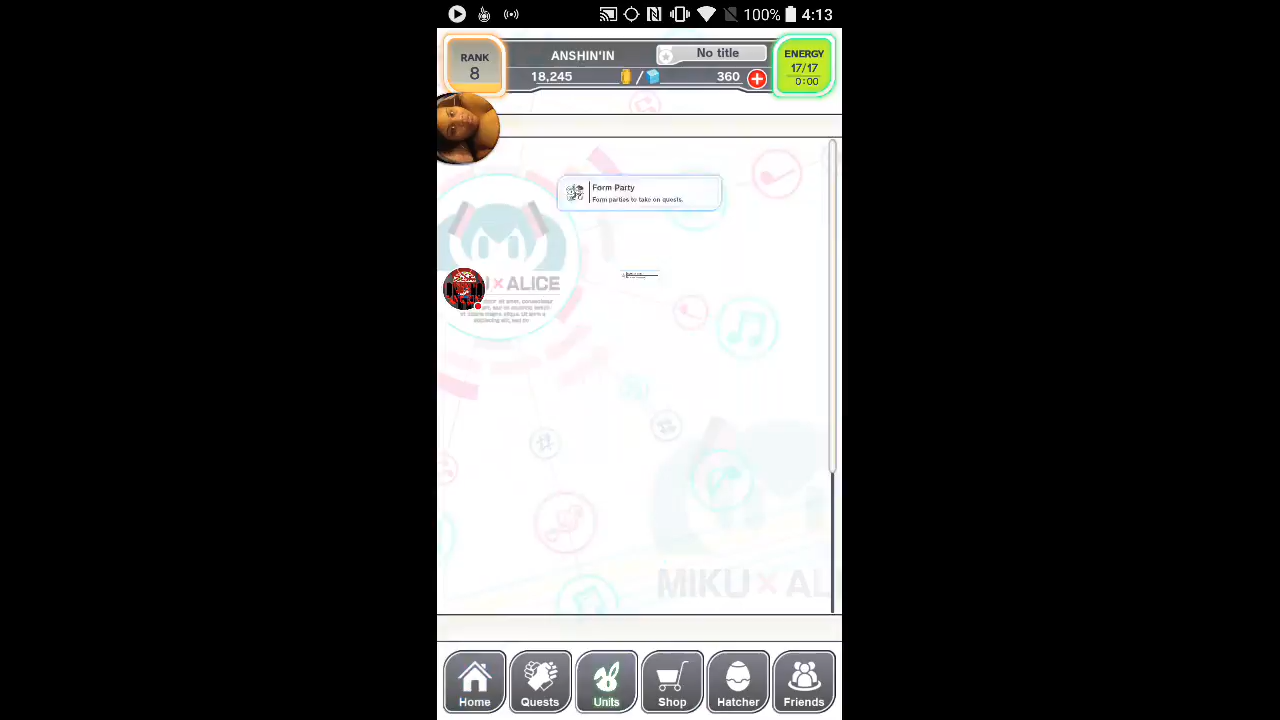 100% 4:13
RANK
8
ANSHIN'IN
No title
ENERGY
17/17
0:00
18,245
/
360
Form Party
Form parties to take on quests.
× ALICE
MIKU × AL
Home
Quests
Units
Shop
Hatcher
Friends